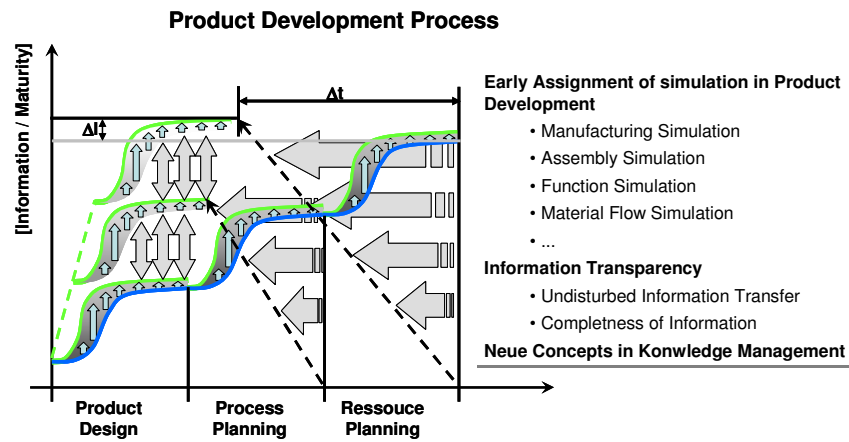 Product Development Process
[Information / Maturity]
ΔI
Δt
Product
Design
Process
Planning
Ressouce
Planning
Early Assignment of simulation in Product
Development
• Manufacturing Simulation
• Assembly Simulation
• Function Simulation
• Material Flow Simulation
• ...
Information Transparency
• Undisturbed Information Transfer
• Completness of Information
Neue Concepts in Konwledge Management